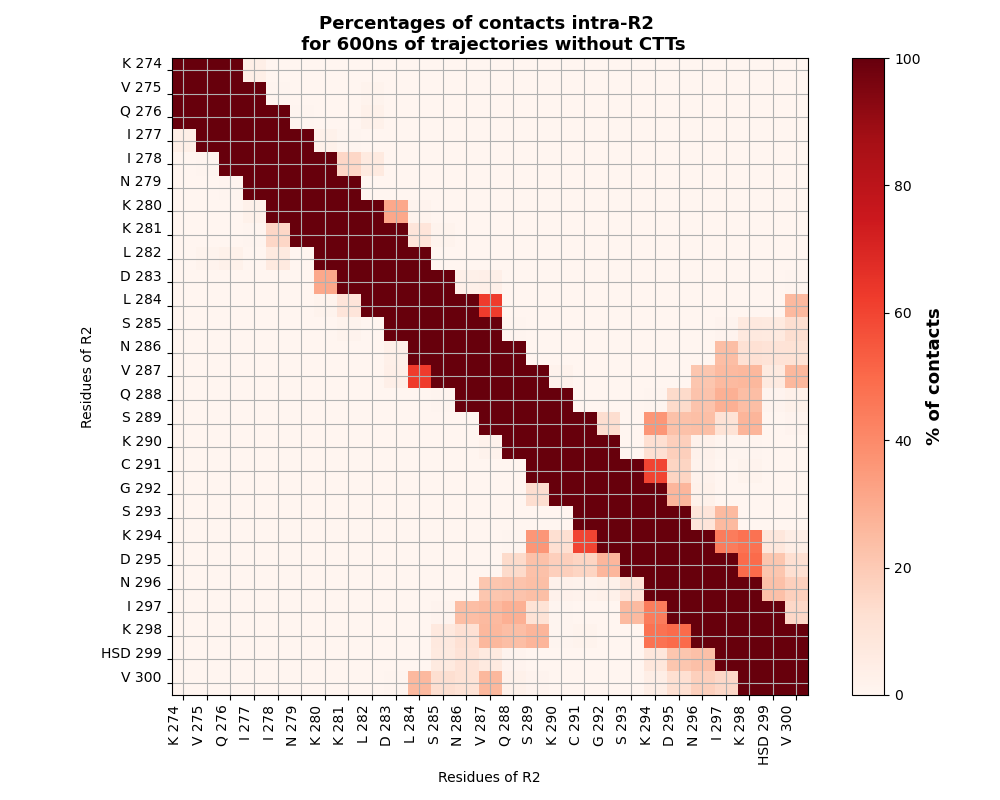 Percentages of contacts intra-R2
for 600ns of trajectories without CTTs
K 274
V 275
Q 276
I 277
I 278
N 279
K 280
K 281
L 282
D 283
L 284
S 285
N 286
V 287
Q 288
S 289
K 290
C 291
G 292
S 293
K 294
D 295
N 296
I 297
K 298
HSD 299
V 300
Residues of R2
K 274
V 275
Q 276
I 277
I 278
N 279
K 280
K 281
L 282
D 283
L 284
S 285
N 286
V 287
Q 288
S 289
K 290
C 291
G 292
S 293
K 294
D 295
N 296
I 297
K 298
HSD 299
V 300
Residues of R2
100
80
60
40
20
0
% of contacts